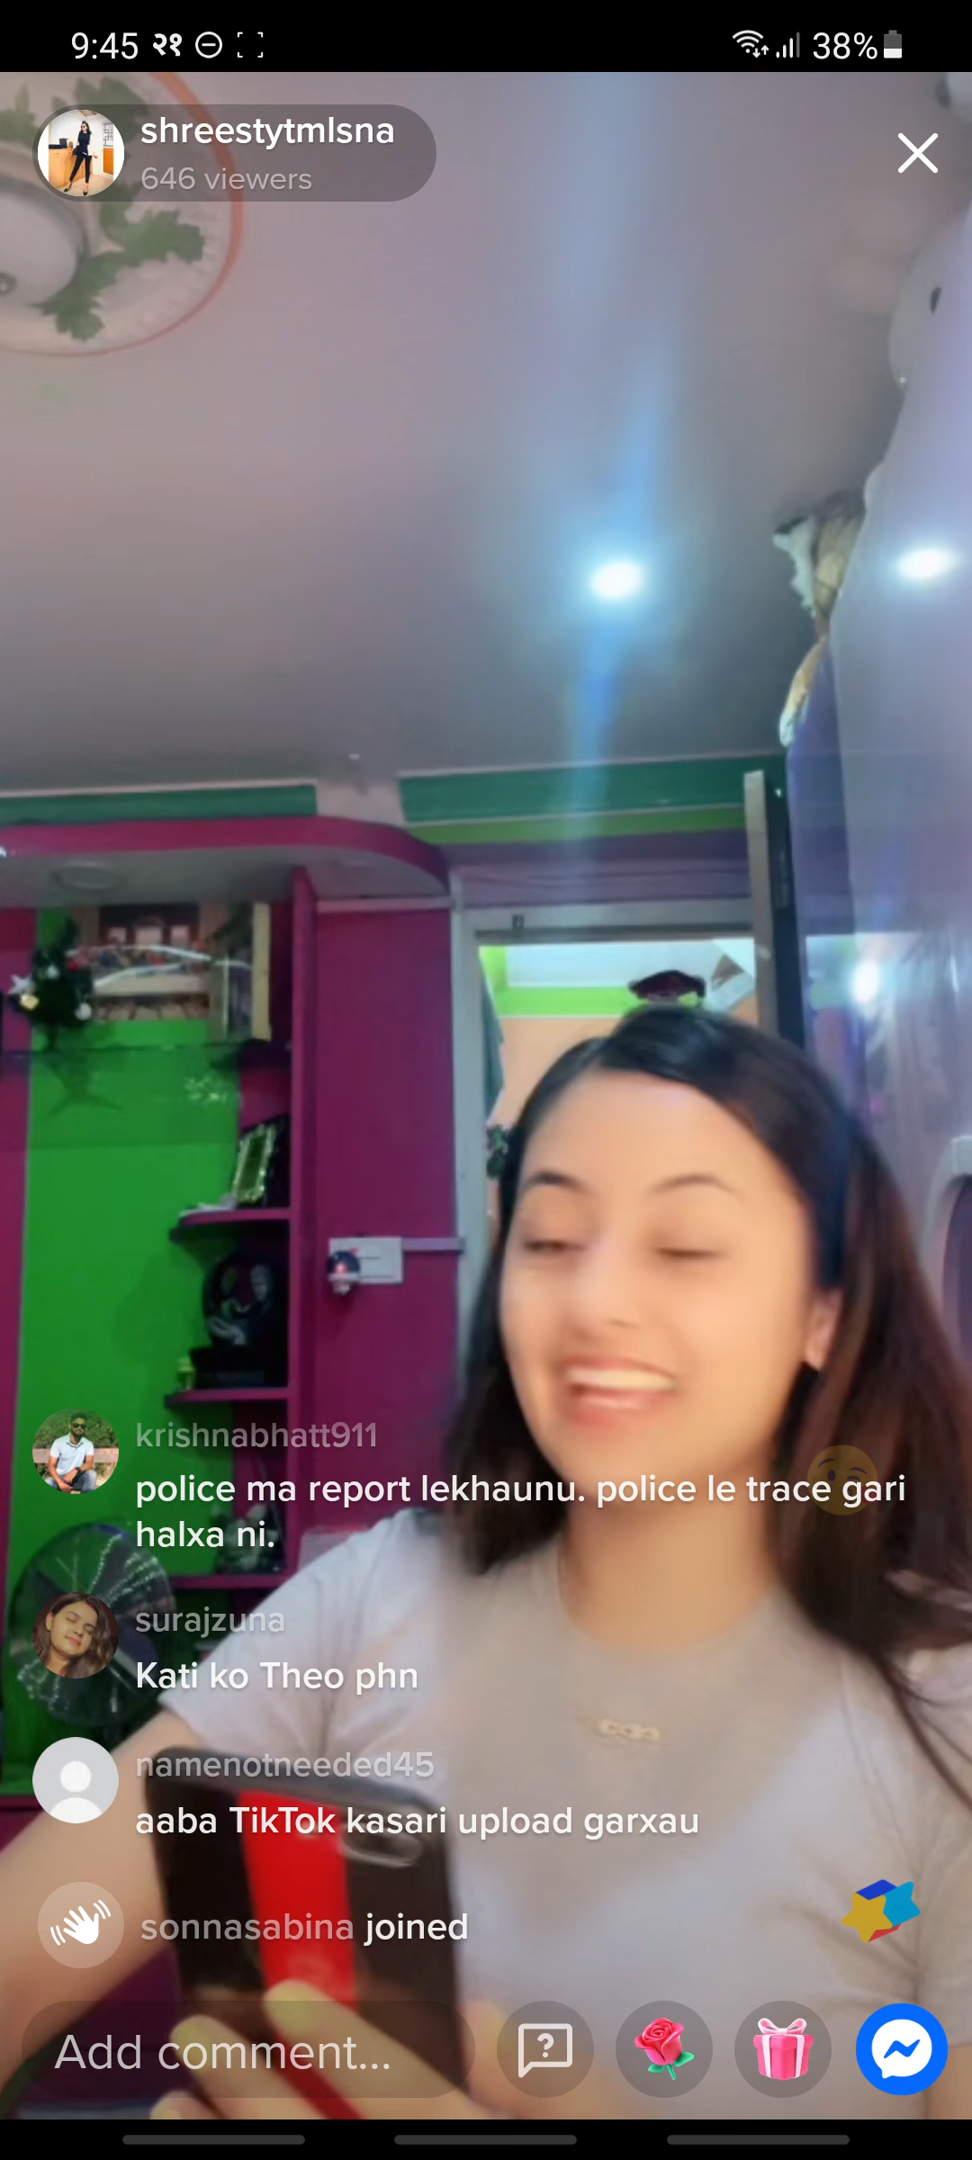 9:45 २१ 38%
shreestytmlsna
646 viewers
krishnabhatt911
police ma report lekhaunu. police le trace gari
halxa ni.
surajzuna
Kati ko Theo phn
namenotneeded45
aaba TikTok kasari upload garxau
sonnasabina joined
Add comment...